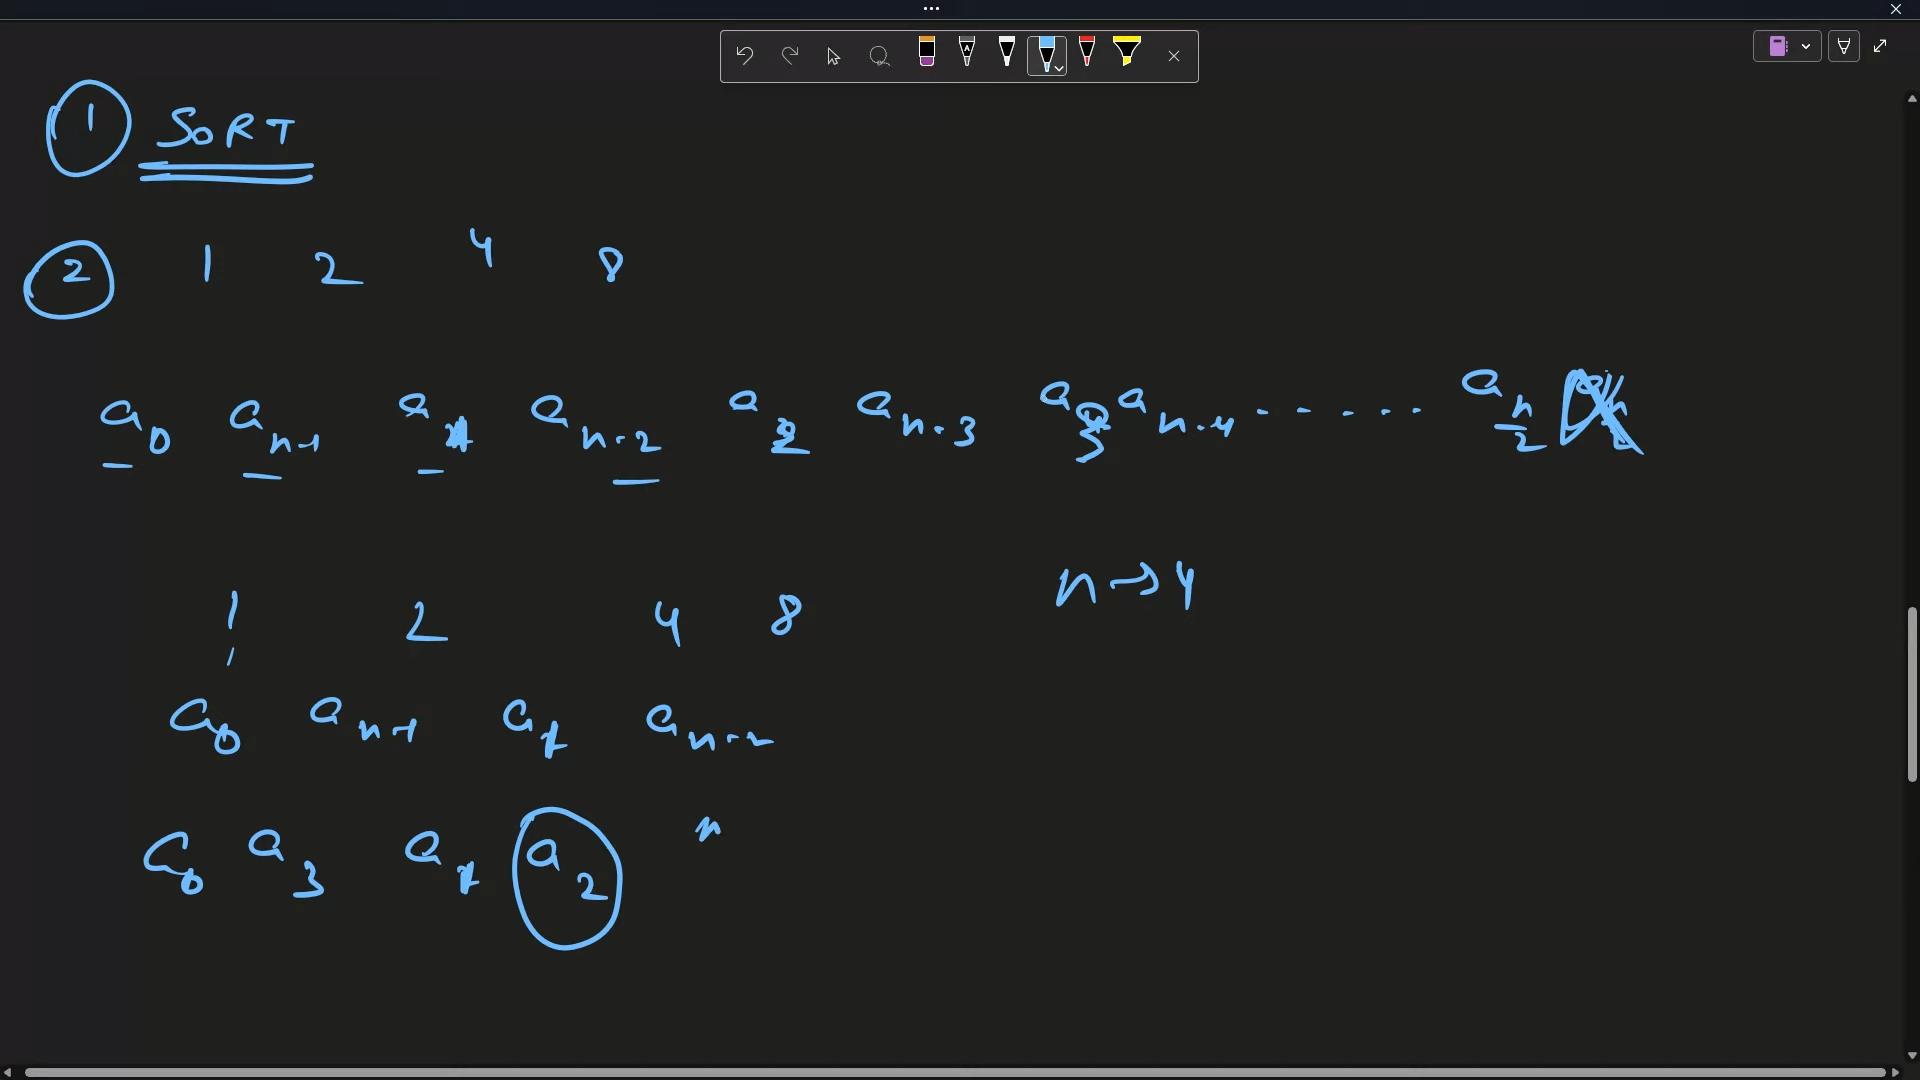 1 SORT
2 1 2 4 8
a0 an-1 a1 an-2 a2 an-3 a3 an-4 ...... an/2
1 2 4 8 n→4
a0 an-1 a1 an-2
a0 a3 a1 a2 n